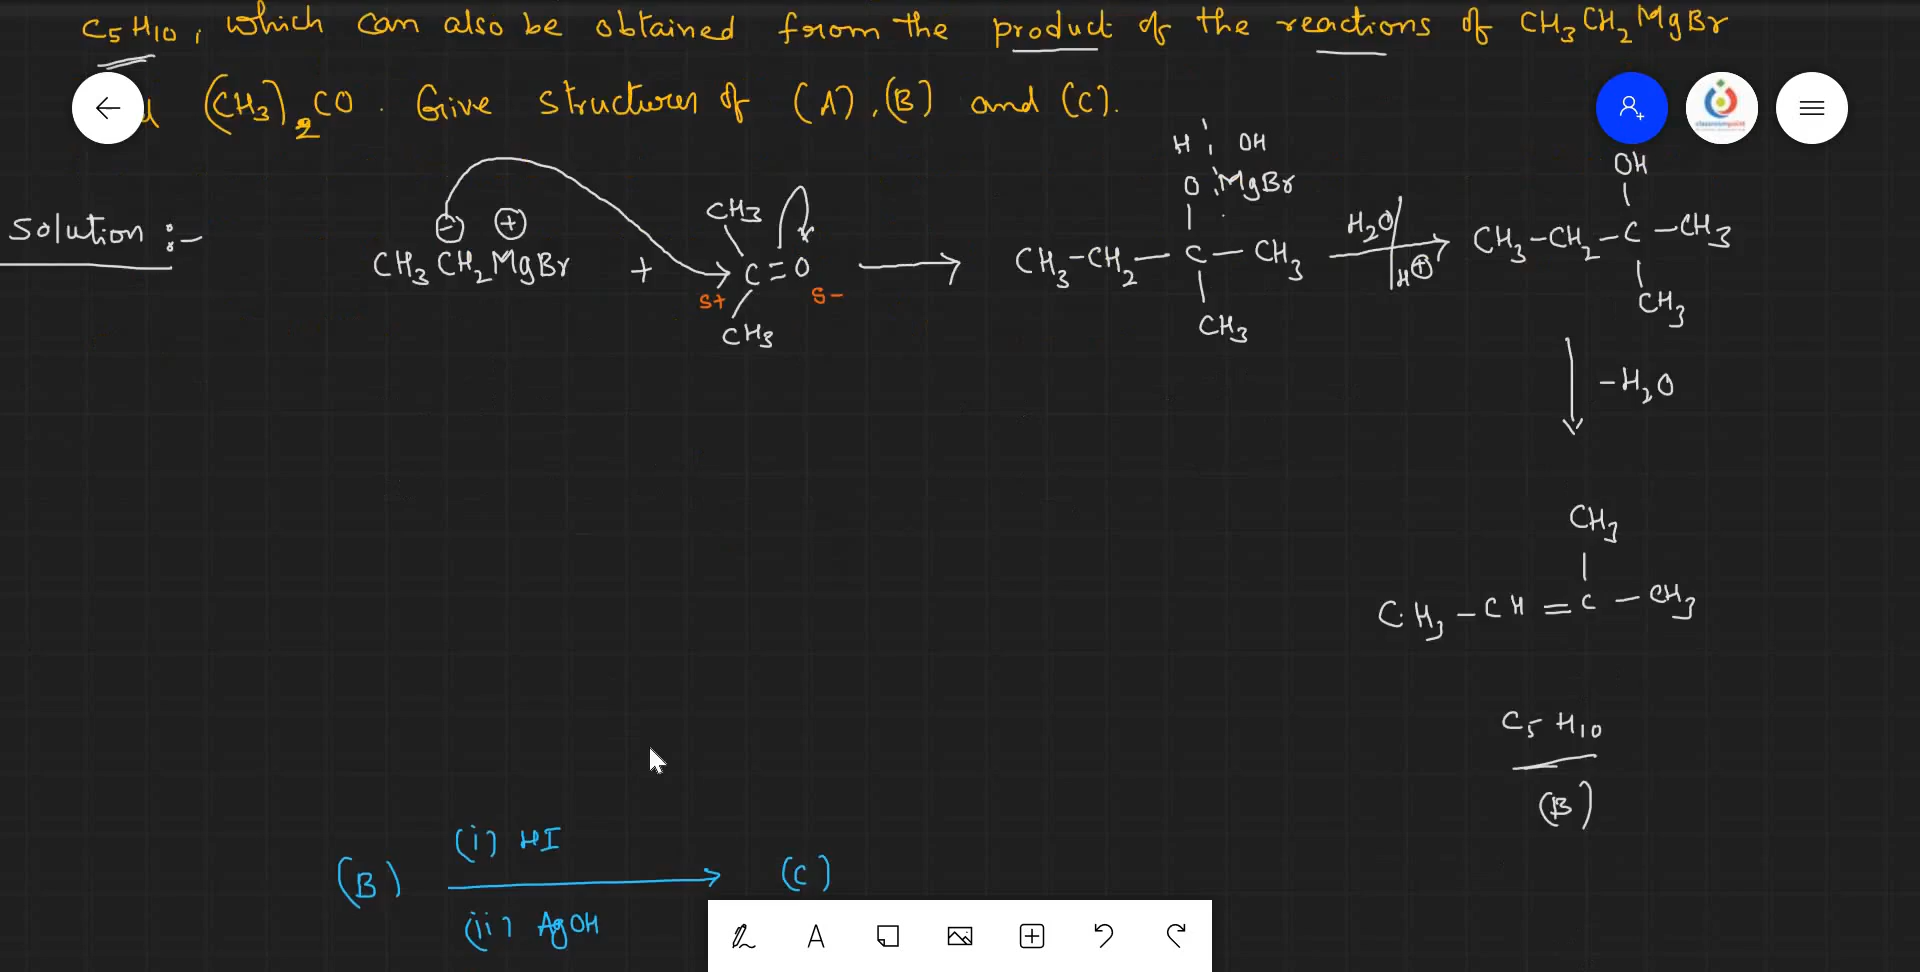 C5H10, which can also be obtained from the product of the reactions of CH3CH2MgBr
(CH3)2CO. Give structures of (A), (B) and (C).
H OH
OH
O MgBr
CH3
Solution :-
⊖ ⊕
CH3CH2MgBr + C=O → CH3-CH2-C-CH3 H2O/H⊕ → CH3-CH2-C-CH3
δ+ δ-
CH3
CH3
CH3
-H2O
CH3
CH3-CH=C-CH3
C5H10
(B)
(i) HI
(B) → (C)
(ii) AgOH
A